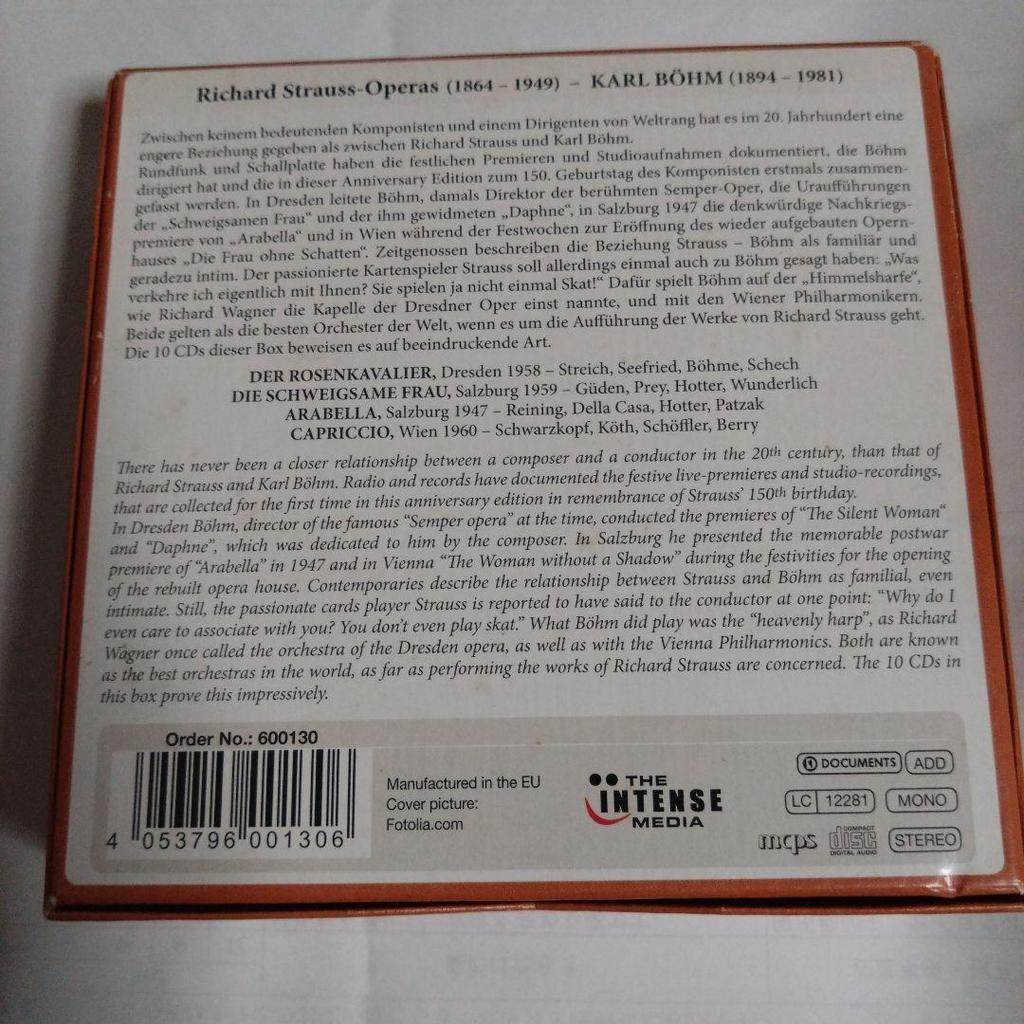 Richard Strauss-Operas (1864 – 1949) – KARL BÖHM (1894 – 1981)
Zwischen keinem bedeutenden Komponisten und einem Dirigenten von Weltrang hat es im 20. Jahrhundert eine
engere Beziehung gegeben als zwischen Richard Strauss und Karl Böhm.
Rundfunk und Schallplatte haben die festlichen Premieren und Studioaufnahmen dokumentiert, die Böhm
dirigiert hat und die in dieser Anniversary Edition zum 150. Geburtstag des Komponisten erstmals zusammen-
gefasst werden. In Dresden leitete Böhm, damals Direktor der berühmten Semper-Oper, die Uraufführungen
der „Schweigsamen Frau“ und der ihm gewidmeten „Daphne“, in Salzburg 1947 die denkwürdige Nachkriegs-
premiere von „Arabella“ und in Wien während der Festwochen zur Eröffnung des wieder aufgebauten Opern-
hauses „Die Frau ohne Schatten“. Zeitgenossen beschreiben die Beziehung Strauss – Böhm als familiär und
geradezu intim. Der passionierte Kartenspieler Strauss soll allerdings einmal auch zu Böhm gesagt haben: „Was
verkehre ich eigentlich mit Ihnen? Sie spielen ja nicht einmal Skat!“ Dafür spielt Böhm auf der „Himmelsharfe“,
wie Richard Wagner die Kapelle der Dresdner Oper einst nannte, und mit den Wiener Philharmonikern.
Beide gelten als die besten Orchester der Welt, wenn es um die Aufführung der Werke von Richard Strauss geht.
Die 10 CDs dieser Box beweisen es auf beeindruckende Art.
DER ROSENKAVALIER, Dresden 1958 – Streich, Seefried, Böhme, Schech
DIE SCHWEIGSAME FRAU, Salzburg 1959 – Güden, Prey, Hotter, Wunderlich
ARABELLA, Salzburg 1947 – Reining, Della Casa, Hotter, Patzak
CAPRICCIO, Wien 1960 – Schwarzkopf, Köth, Schöffler, Berry
There has never been a closer relationship between a composer and a conductor in the 20th century, than that of
Richard Strauss and Karl Böhm. Radio and records have documented the festive live-premieres and studio-recordings,
that are collected for the first time in this anniversary edition in remembrance of Strauss’ 150th birthday.
In Dresden Böhm, director of the famous “Semper opera” at the time, conducted the premieres of “The Silent Woman“
and “Daphne”, which was dedicated to him by the composer. In Salzburg he presented the memorable postwar
premiere of “Arabella” in 1947 and in Vienna “The Woman without a Shadow” during the festivities for the opening
of the rebuilt opera house. Contemporaries describe the relationship between Strauss and Böhm as familial, even
intimate. Still, the passionate cards player Strauss is reported to have said to the conductor at one point: “Why do I
even care to associate with you? You don’t even play skat.” What Böhm did play was the “heavenly harp”, as Richard
Wagner once called the orchestra of the Dresden opera, as well as with the Vienna Philharmonics. Both are known
as the best orchestras in the world, as far as performing the works of Richard Strauss are concerned. The 10 CDs in
this box prove this impressively.
Order No.: 600130
4 053796 001306
Manufactured in the EU
Cover picture:
Fotolia.com
THE
INTENSE
MEDIA
DOCUMENTS ADD
LC 12281 MONO
mcps COMPACT disc DIGITAL AUDIO STEREO